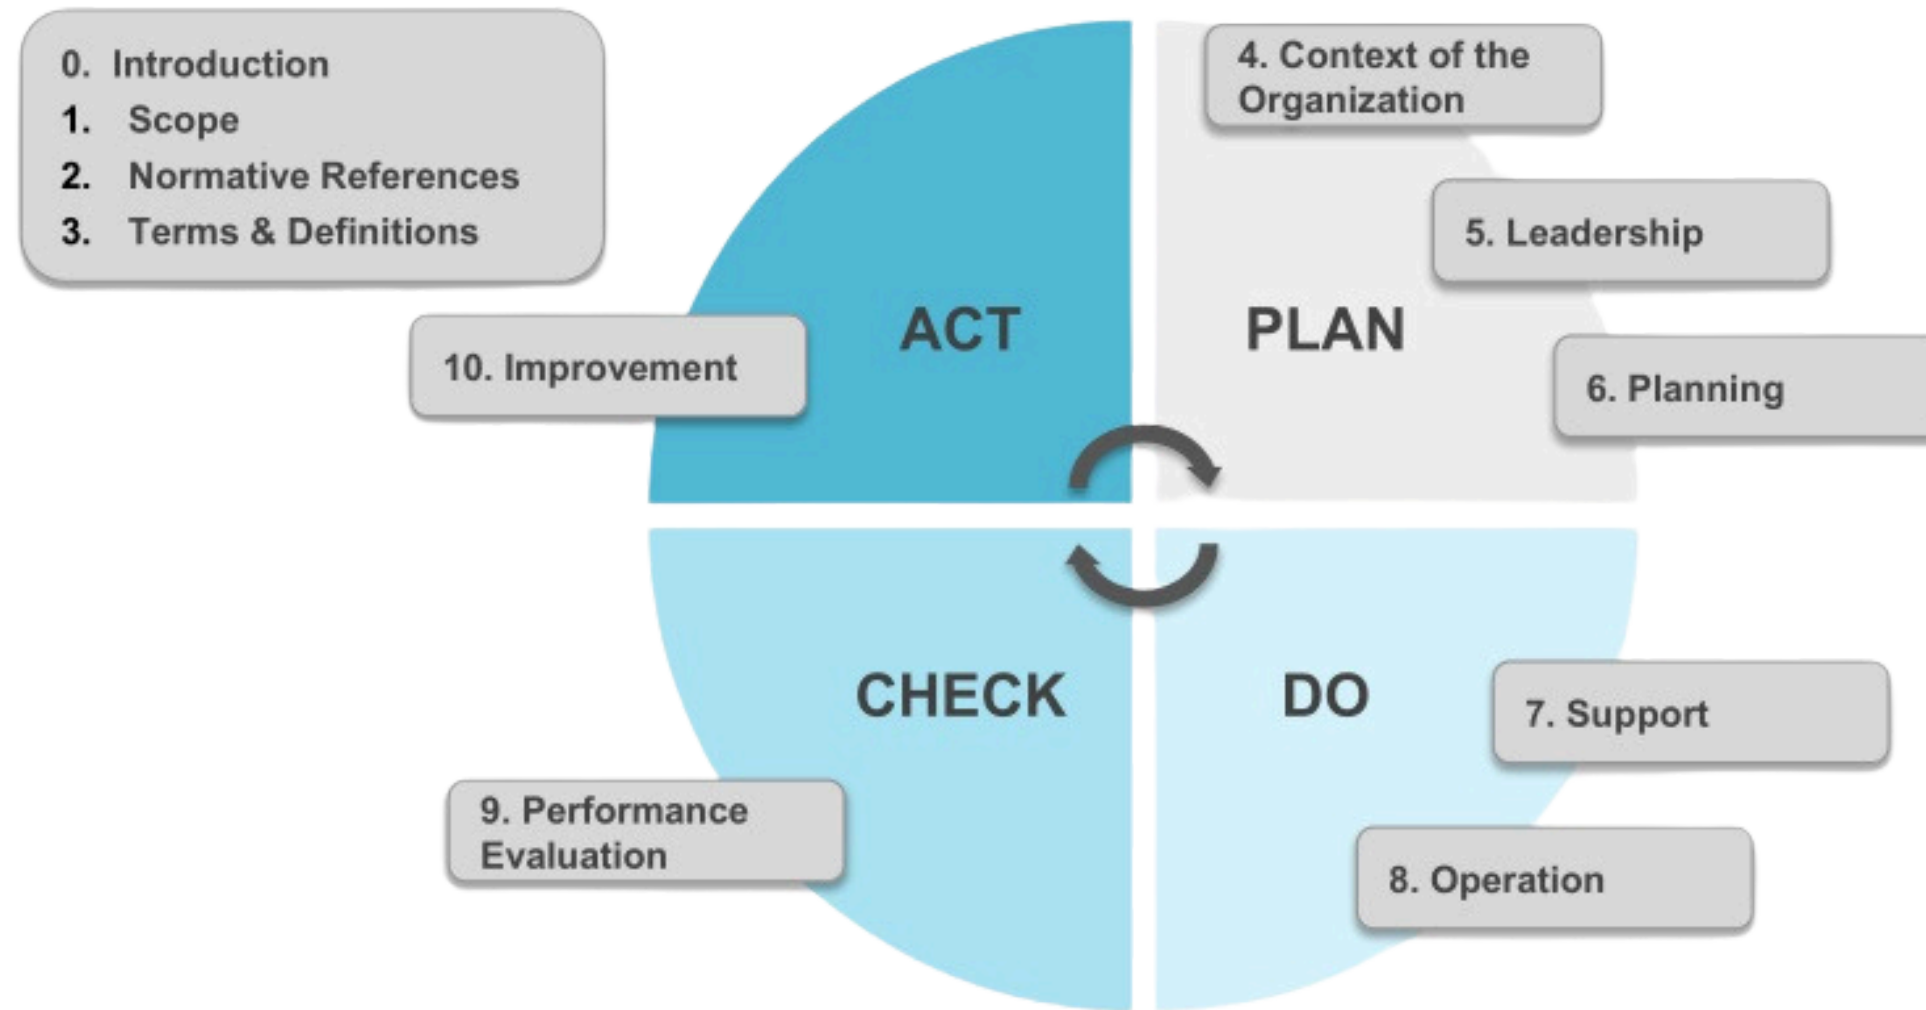 0. Introduction
1. Scope
2. Normative References
3. Terms & Definitions
4. Context of the
Organization
5. Leadership
6. Planning
10. Improvement
ACT
PLAN
CHECK
DO
7. Support
8. Operation
9. Performance
Evaluation